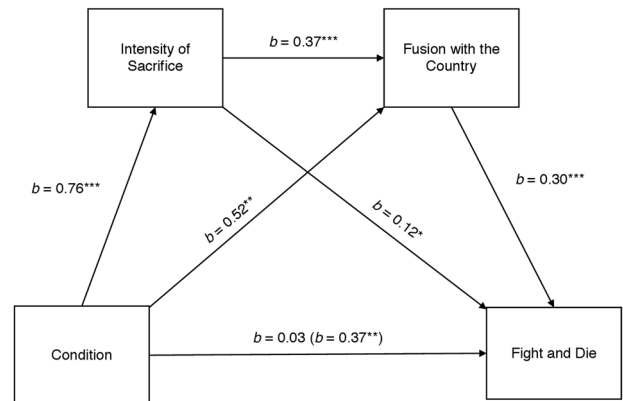 Intensity of
Sacrifice
b = 0.37***
Fusion with the
Country
b = 0.76***
b = 0.52**
b = 0.12*
b = 0.30***
Condition
b = 0.03 (b = 0.37**)
Fight and Die